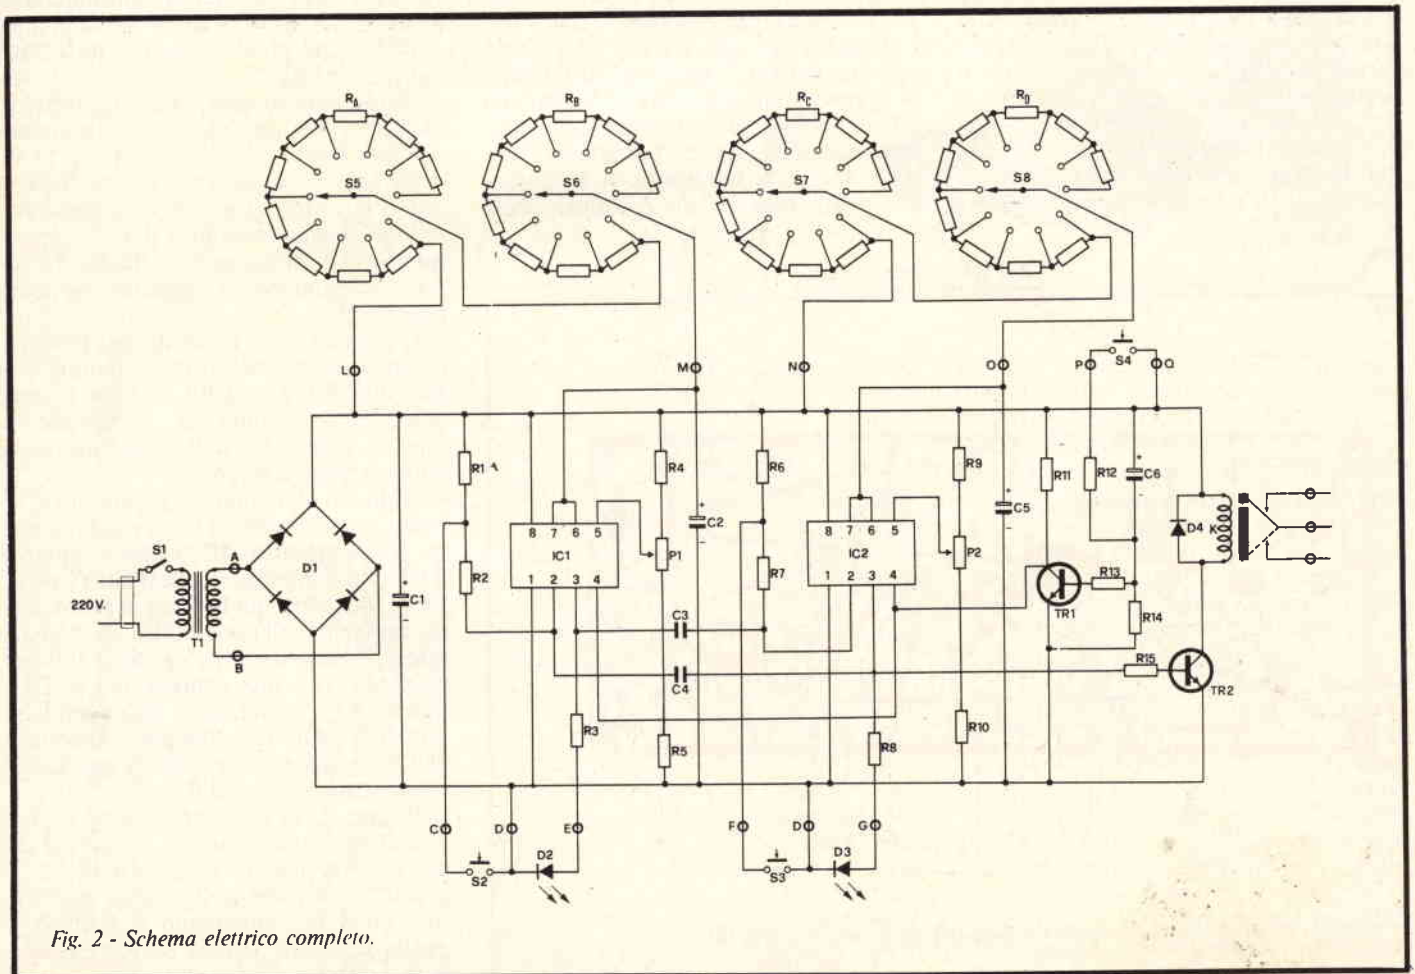 RA RB RC RD
S5 S6 S7 S8
L M N O P S4 Q
R1 R4 R6 R9 R11 R12 C6
8 7 6 5 C2 8 7 6 5 C5 D4 K
S1 A D1 IC1 P1 IC2 P2
R2 1 2 3 4 R7 1 2 3 4 R13
220V. C1 TR1
T1 C3 R14
B C4 R15 TR2
R3 R5 R8 R10
C D E F D G
S2 D2 S3 D3
Fig. 2 - Schema elettrico completo.